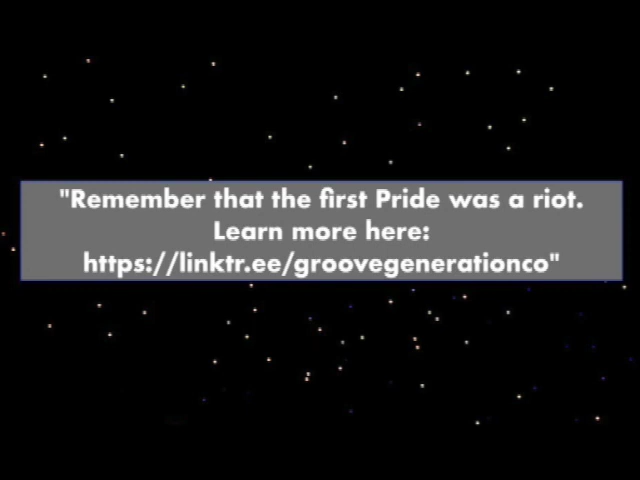 "Remember that the first Pride was a riot.
Learn more here:
https://linktr.ee/groovegenerationco"